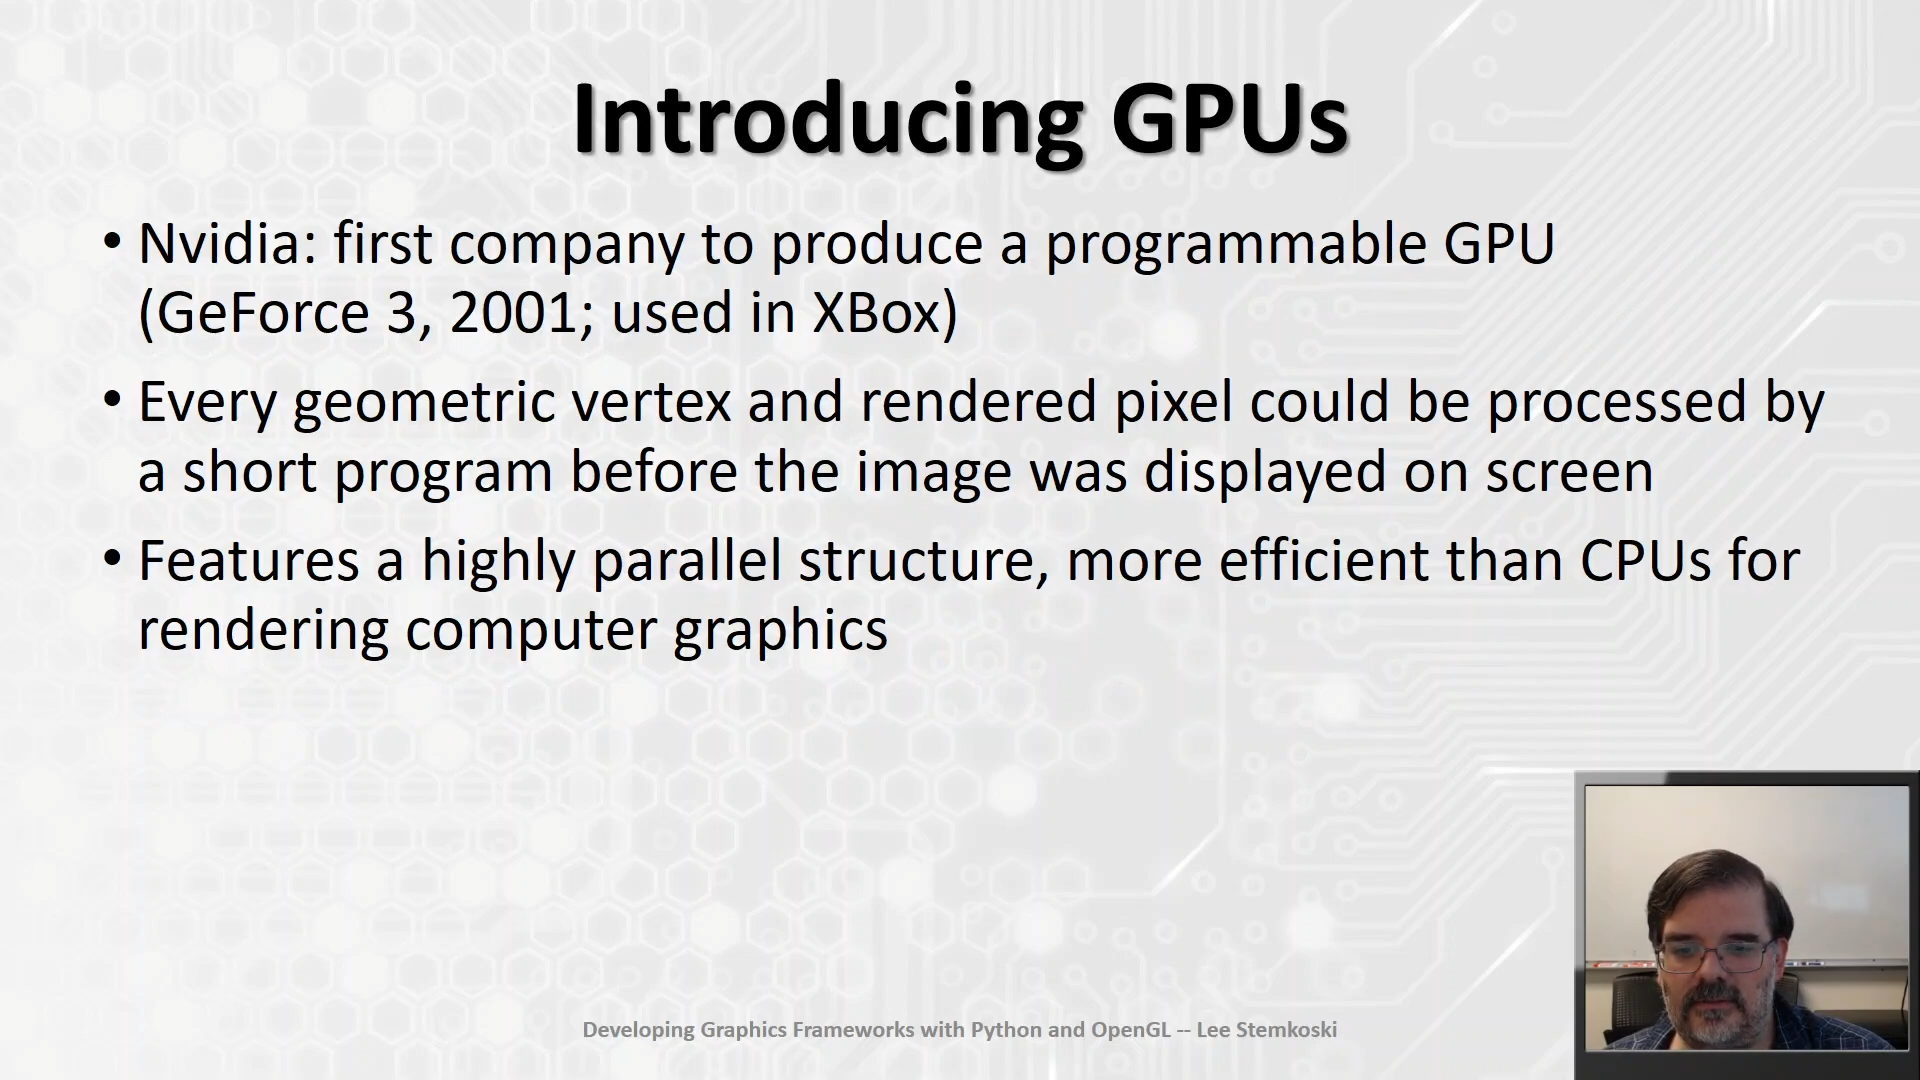 Introducing GPUs
• Nvidia: first company to produce a programmable GPU
(GeForce 3, 2001; used in XBox)
• Every geometric vertex and rendered pixel could be processed by
a short program before the image was displayed on screen
• Features a highly parallel structure, more efficient than CPUs for
rendering computer graphics
Developing Graphics Frameworks with Python and OpenGL -- Lee Stemkoski